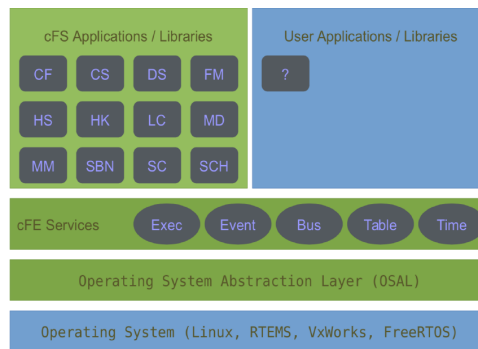 cFS Applications / Libraries
User Applications / Libraries
CF CS DS FM
?
HS HK LC MD
MM SBN SC SCH
cFE Services Exec Event Bus Table Time
Operating System Abstraction Layer (OSAL)
Operating System (Linux, RTEMS, VxWorks, FreeRTOS)